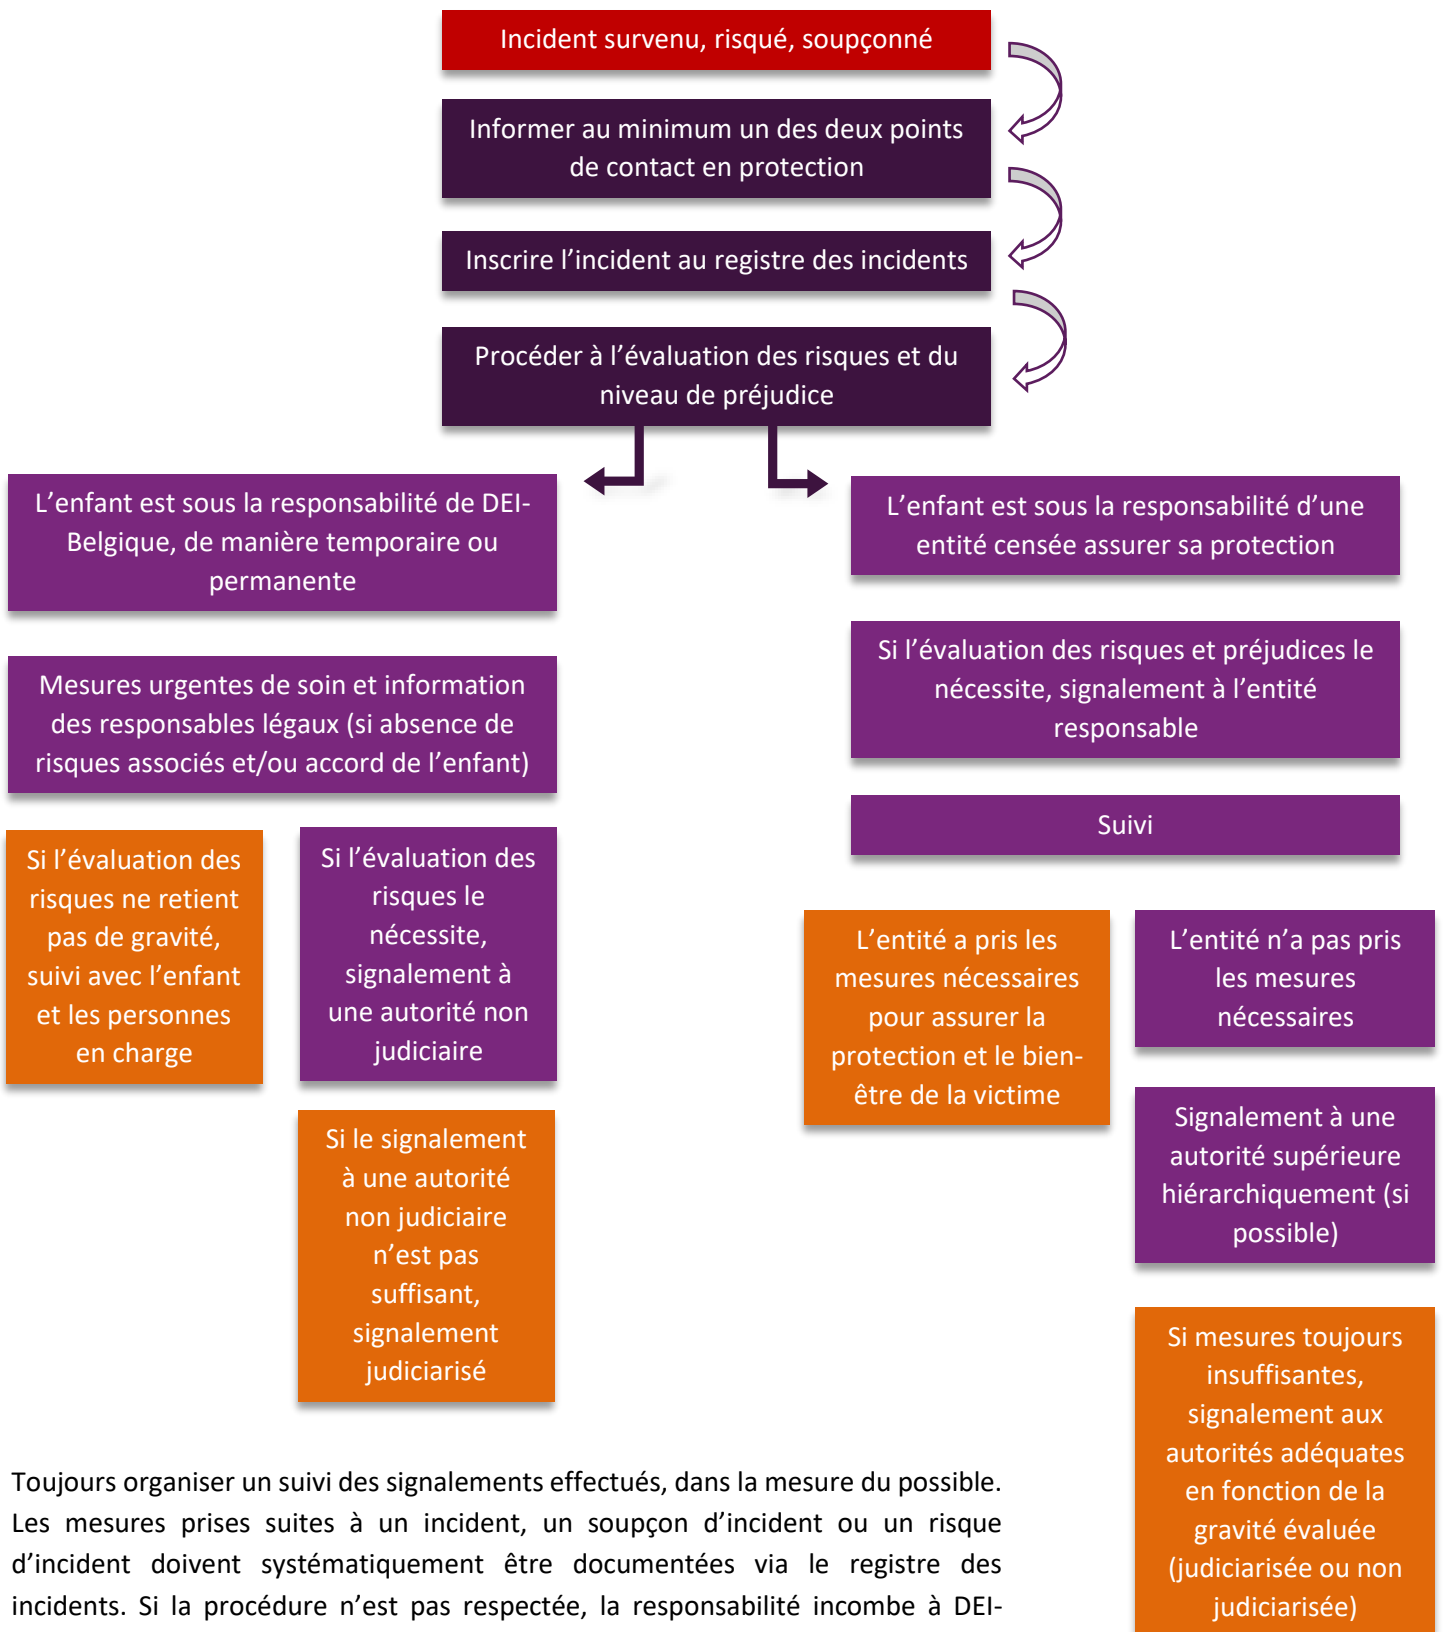 Incident survenu, risqué, soupçonné
Informer au minimum un des deux points
de contact en protection
Inscrire l’incident au registre des incidents
Procéder à l’évaluation des risques et du
niveau de préjudice
L’enfant est sous la responsabilité de DEI-
Belgique, de manière temporaire ou
permanente
Mesures urgentes de soin et information
des responsables légaux (si absence de
risques associés et/ou accord de l’enfant)
Si l’évaluation des
risques ne retient
pas de gravité,
suivi avec l’enfant
et les personnes
en charge
Si l’évaluation des
risques le
nécessite,
signalement à
une autorité non
judiciaire
Si le signalement
à une autorité
non judiciaire
n’est pas
suffisant,
signalement
judiciarisé
L’enfant est sous la responsabilité d’une
entité censée assurer sa protection
Si l’évaluation des risques et préjudices le
nécessite, signalement à l’entité
responsable
Suivi
L’entité a pris les
mesures nécessaires
pour assurer la
protection et le bien-
être de la victime
L’entité n’a pas pris
les mesures
nécessaires
Signalement à une
autorité supérieure
hiérarchiquement (si
possible)
Si mesures toujours
insuffisantes,
signalement aux
autorités adéquates
en fonction de la
gravité évaluée
(judiciarisée ou non
judiciarisée)
Toujours organiser un suivi des signalements effectués, dans la mesure du possible.
Les mesures prises suites à un incident, un soupçon d’incident ou un risque
d’incident doivent systématiquement être documentées via le registre des
incidents. Si la procédure n’est pas respectée, la responsabilité incombe à DEI-